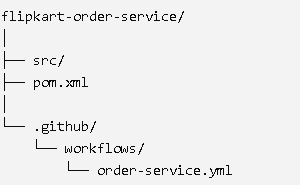 flipkart-order-service/
│
├── src/
├── pom.xml
│
└── .github/
    └── workflows/
        └── order-service.yml